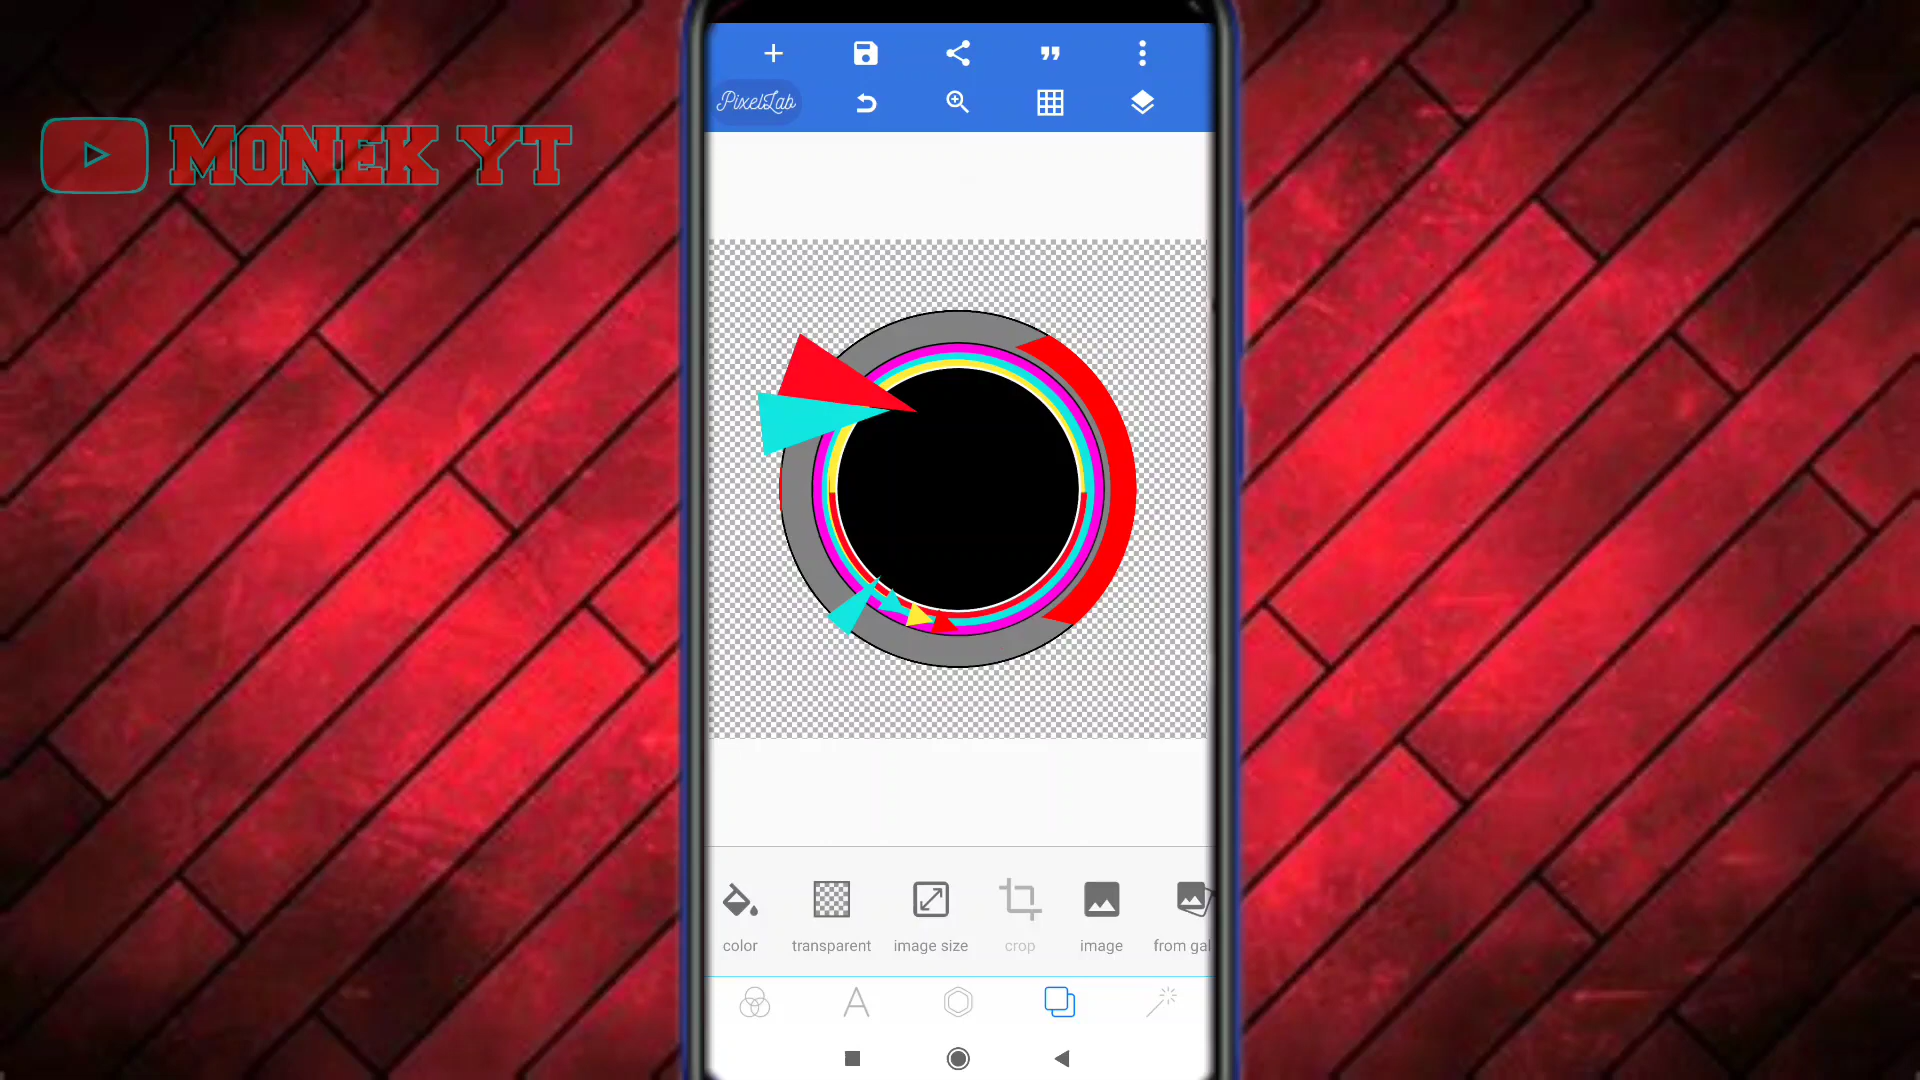 MONEK YT
PixelLab
color
transparent
image size
crop
image
from gal